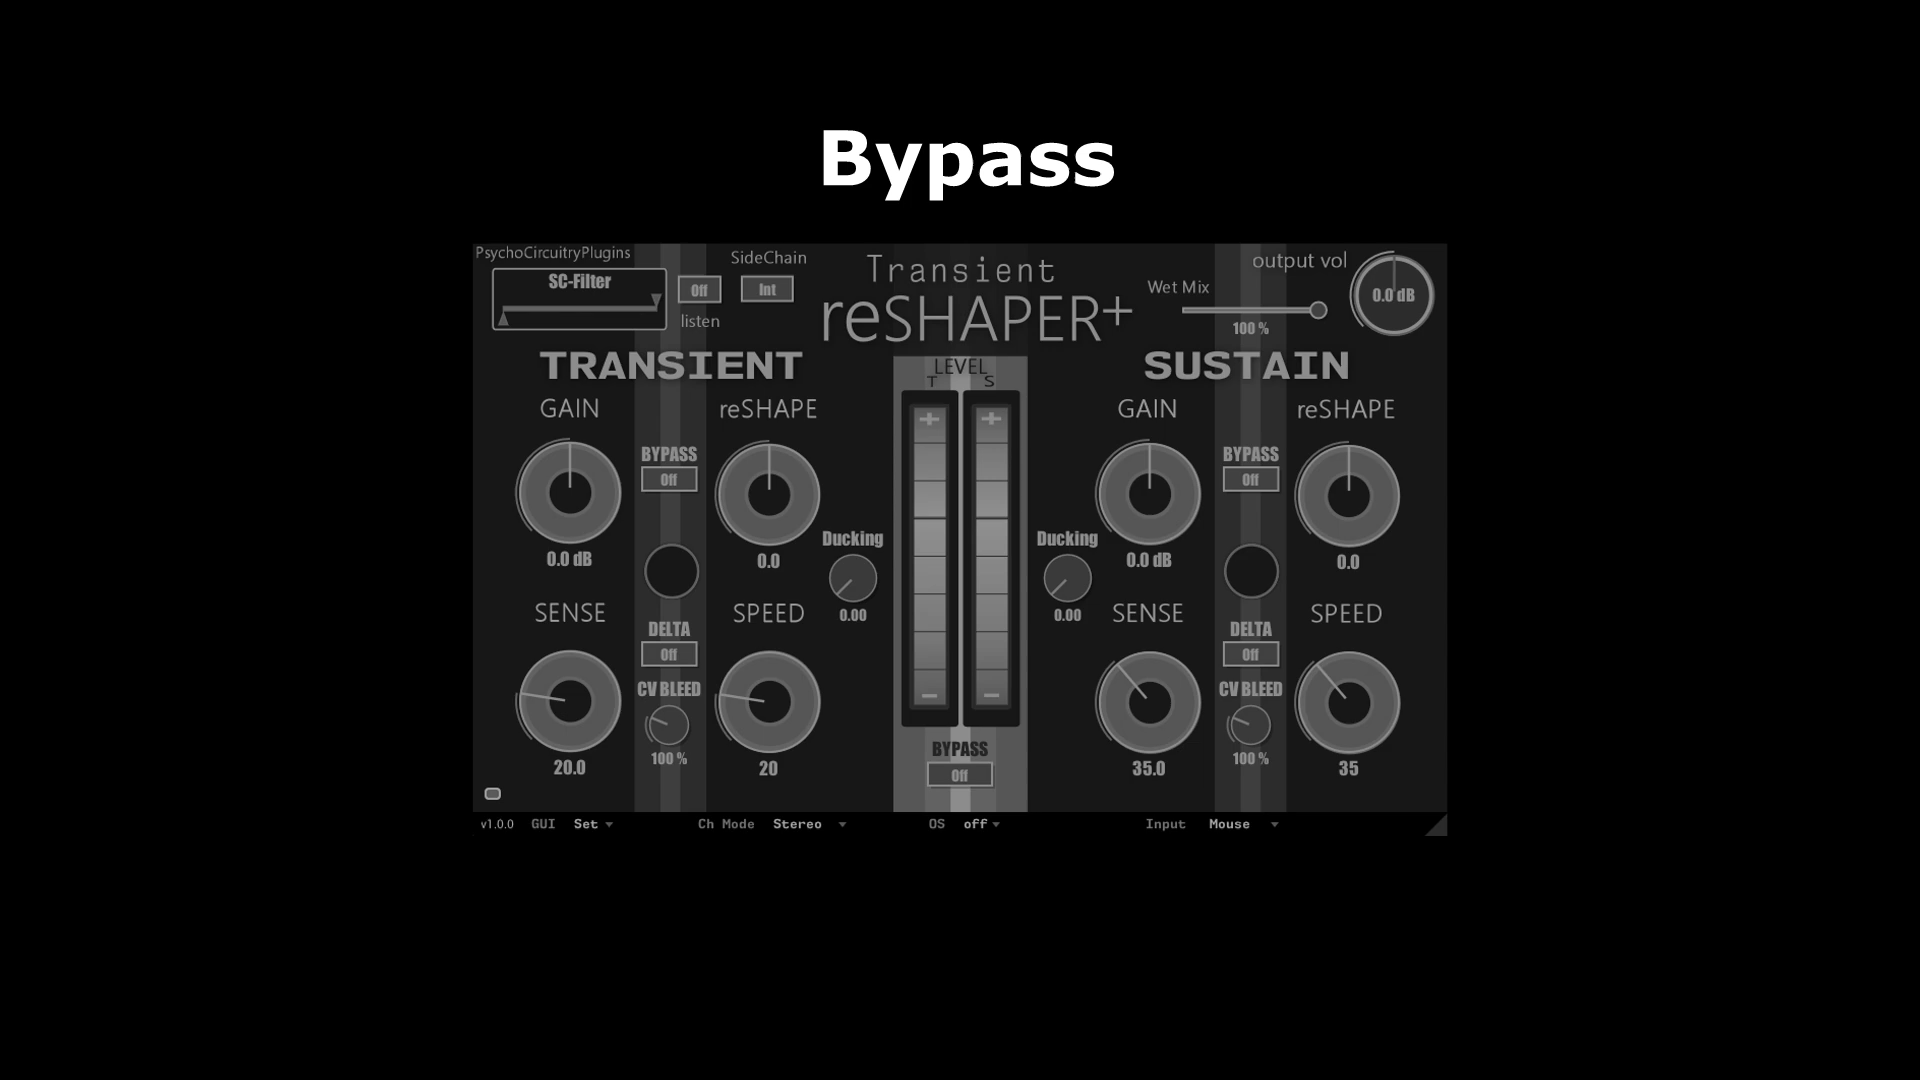 Bypass
PsychoCircuitryPlugins
SC-Filter
Off
listen
SideChain
Int
Transient
reSHAPER+
Wet Mix
100 %
output vol
0.0 dB
TRANSIENT
GAIN
reSHAPE
BYPASS
Off
0.0 dB
0.0
Ducking
0.00
SENSE
SPEED
DELTA
Off
CV BLEED
100 %
20.0
20
LEVEL
T S
+ +
− −
BYPASS
Off
SUSTAIN
GAIN
reSHAPE
BYPASS
Off
Ducking
0.00
0.0 dB
0.0
SENSE
SPEED
DELTA
Off
CV BLEED
100 %
35.0
35
v1.0.0 GUI Set Ch Mode Stereo OS off Input Mouse